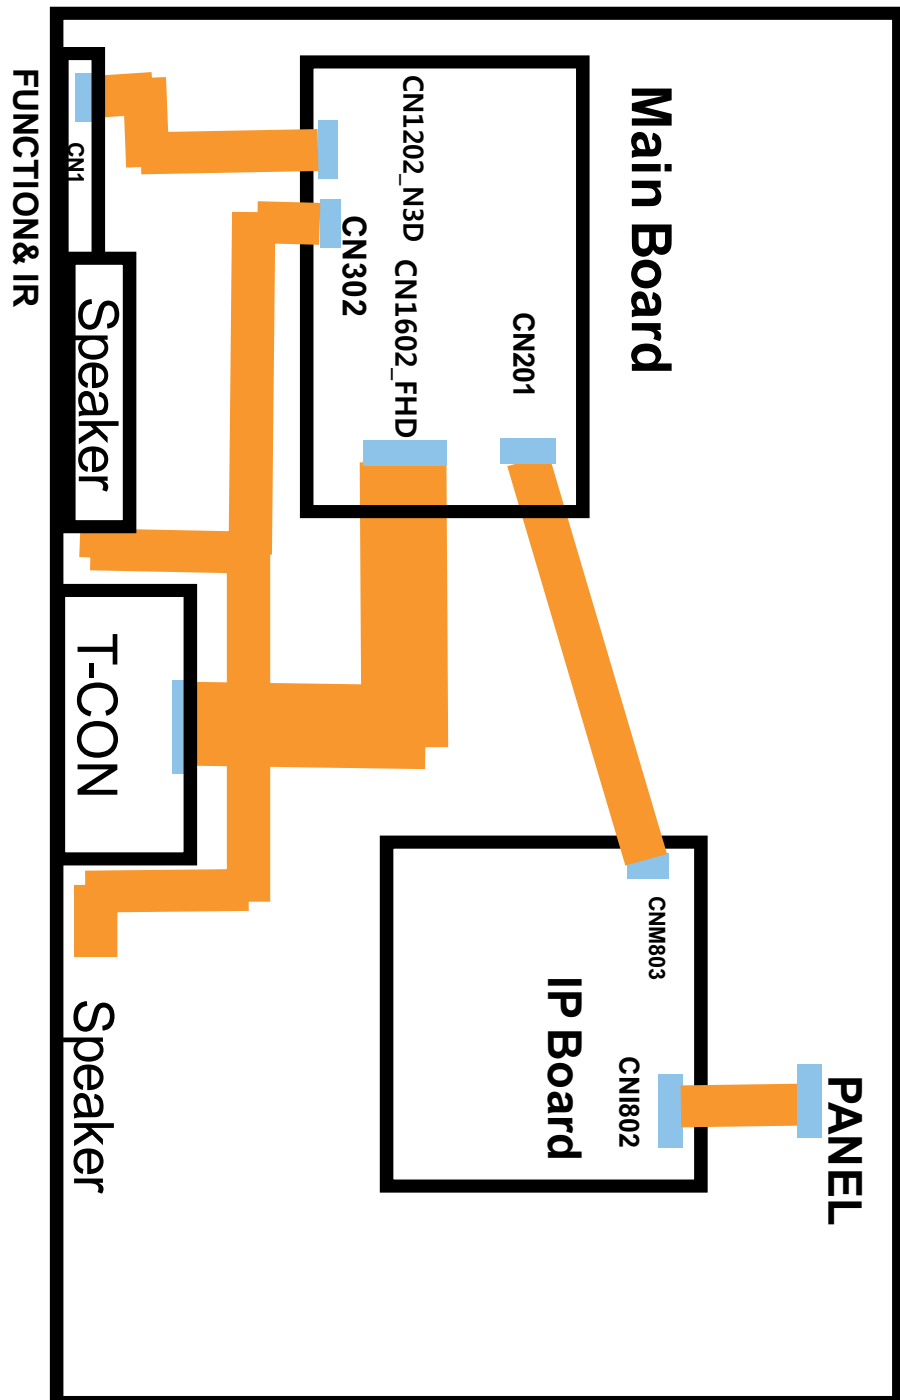 Main Board
CN201
CN1202_N3D
CN1602_FHD
CN302
FUNCTION& IR
CN1
Speaker
T-CON
Speaker
IP Board
CNM803
CNI802
PANEL